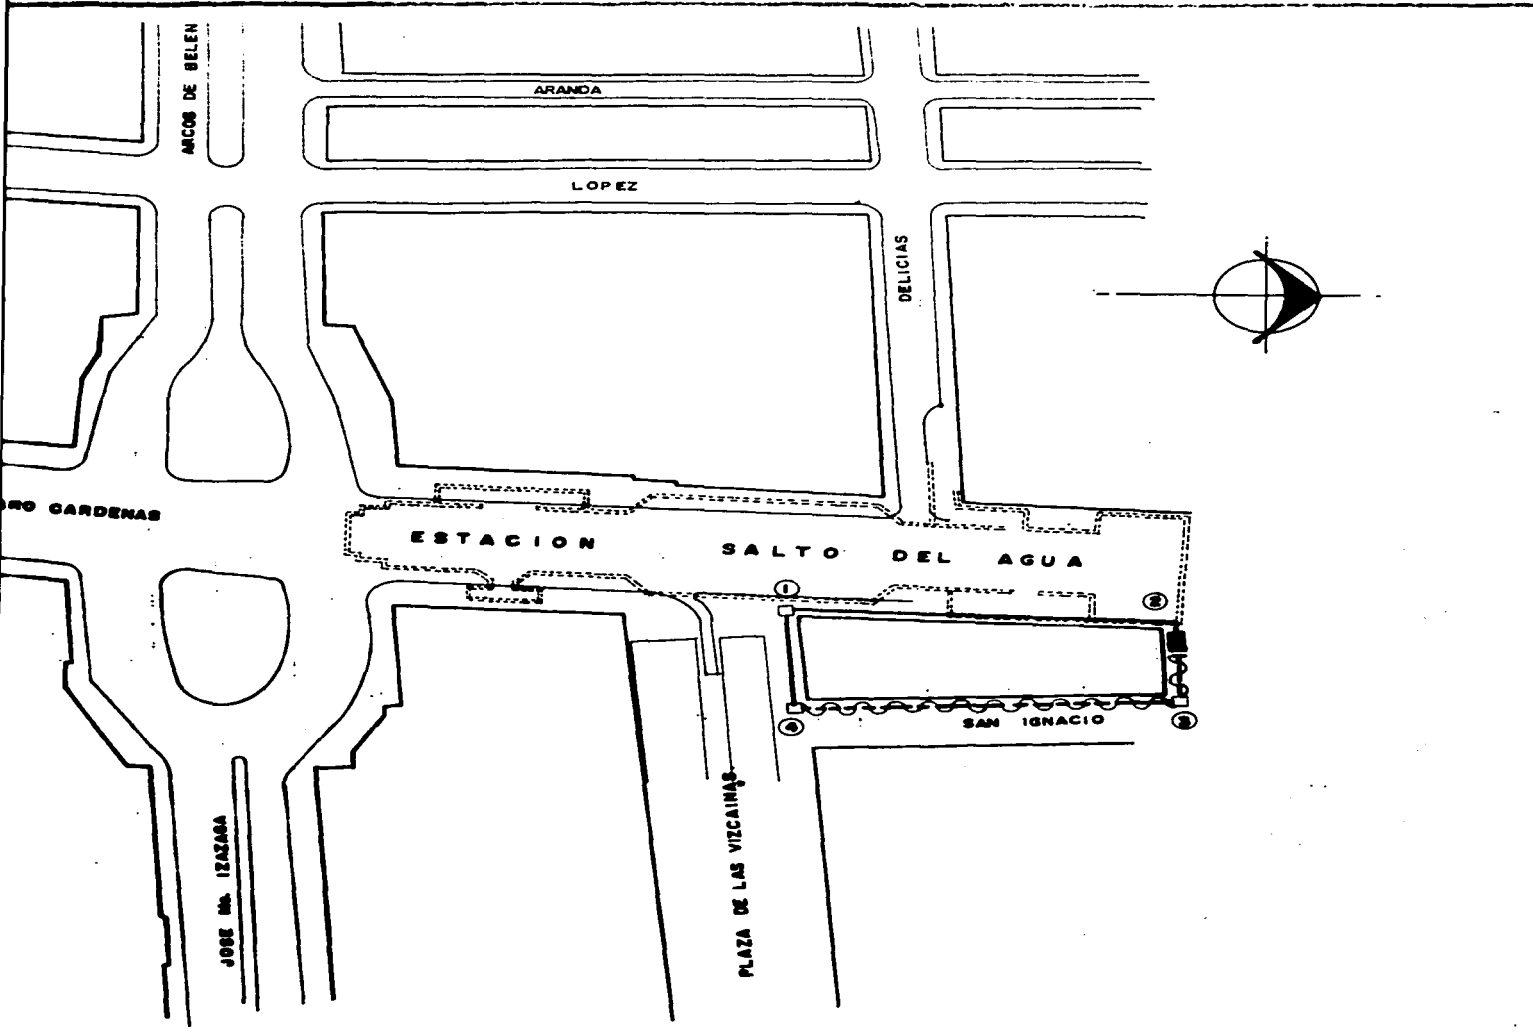 ARCOS DE BELEN
ARANDA
LOPEZ
DELICIAS
RO CARDENAS
ESTACION SALTO DEL AGUA
1
2
SAN IGNACIO
4
3
JOSE Ma. IZAZAGA
PLAZA DE LAS VIZCAINAS.